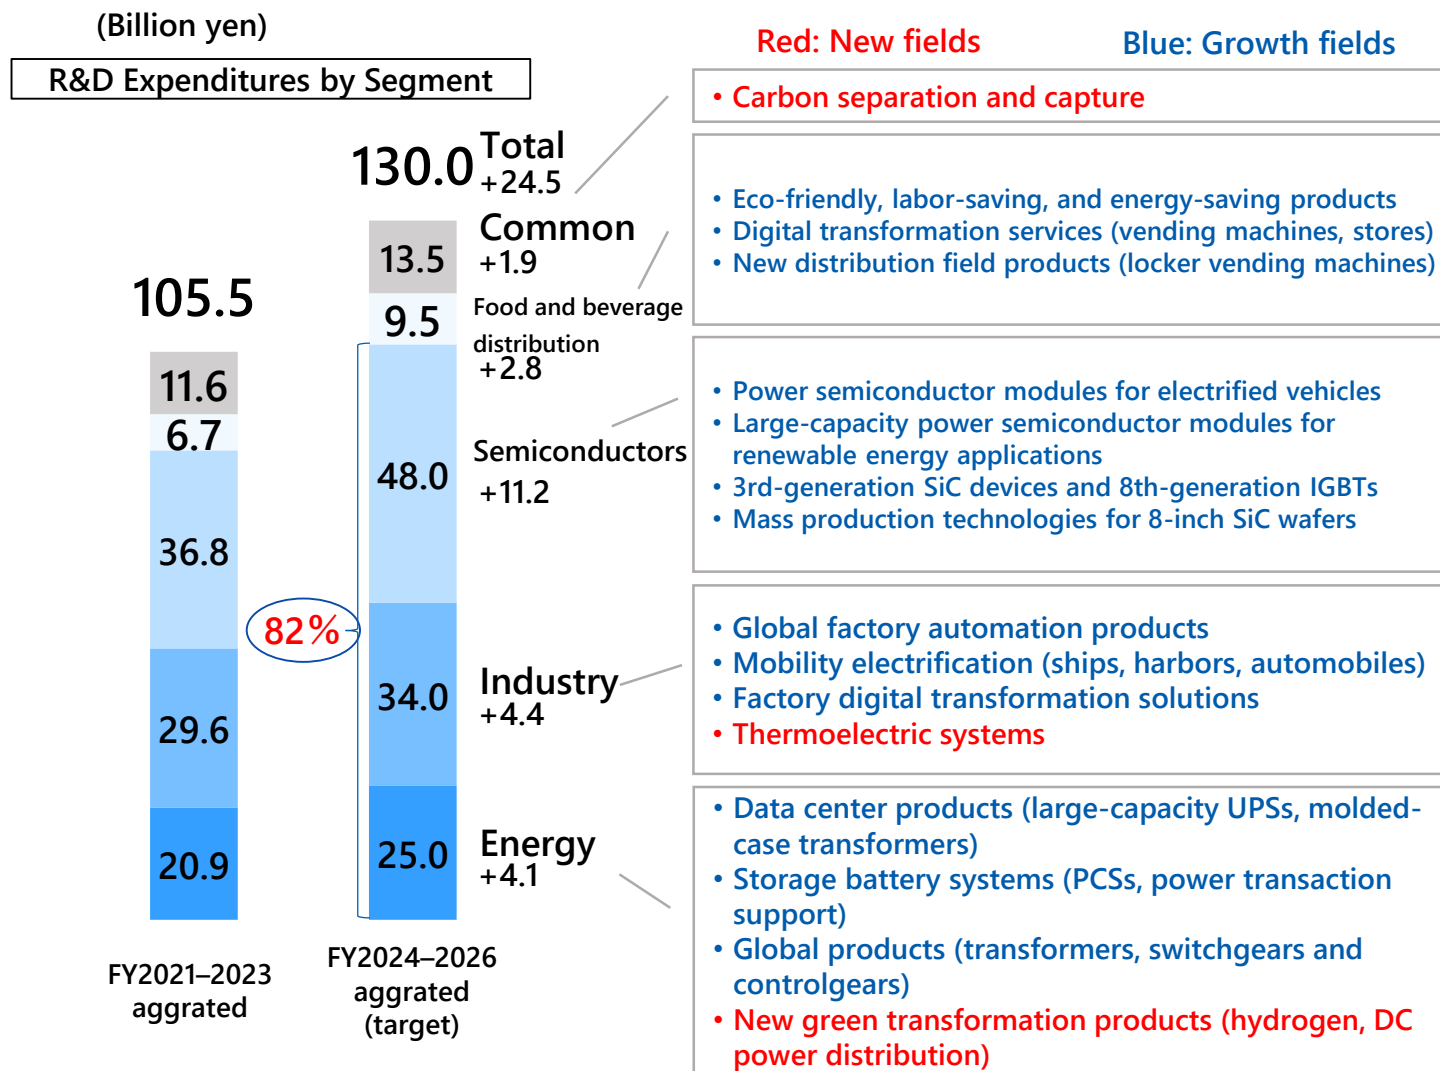 (Billion yen)
R&D Expenditures by Segment
Red: New fields
Blue: Growth fields
105.5
11.6
6.7
36.8
29.6
20.9
FY2021–2023
aggrated
82%
130.0
13.5
9.5
48.0
34.0
25.0
FY2024–2026
aggrated
(target)
Total
+24.5
Common
+1.9
Food and beverage
distribution
+2.8
Semiconductors
+11.2
Industry
+4.4
Energy
+4.1
• Carbon separation and capture
• Eco-friendly, labor-saving, and energy-saving products
• Digital transformation services (vending machines, stores)
• New distribution field products (locker vending machines)
• Power semiconductor modules for electrified vehicles
• Large-capacity power semiconductor modules for
renewable energy applications
• 3rd-generation SiC devices and 8th-generation IGBTs
• Mass production technologies for 8-inch SiC wafers
• Global factory automation products
• Mobility electrification (ships, harbors, automobiles)
• Factory digital transformation solutions
• Thermoelectric systems
• Data center products (large-capacity UPSs, molded-
case transformers)
• Storage battery systems (PCSs, power transaction
support)
• Global products (transformers, switchgears and
controlgears)
• New green transformation products (hydrogen, DC
power distribution)